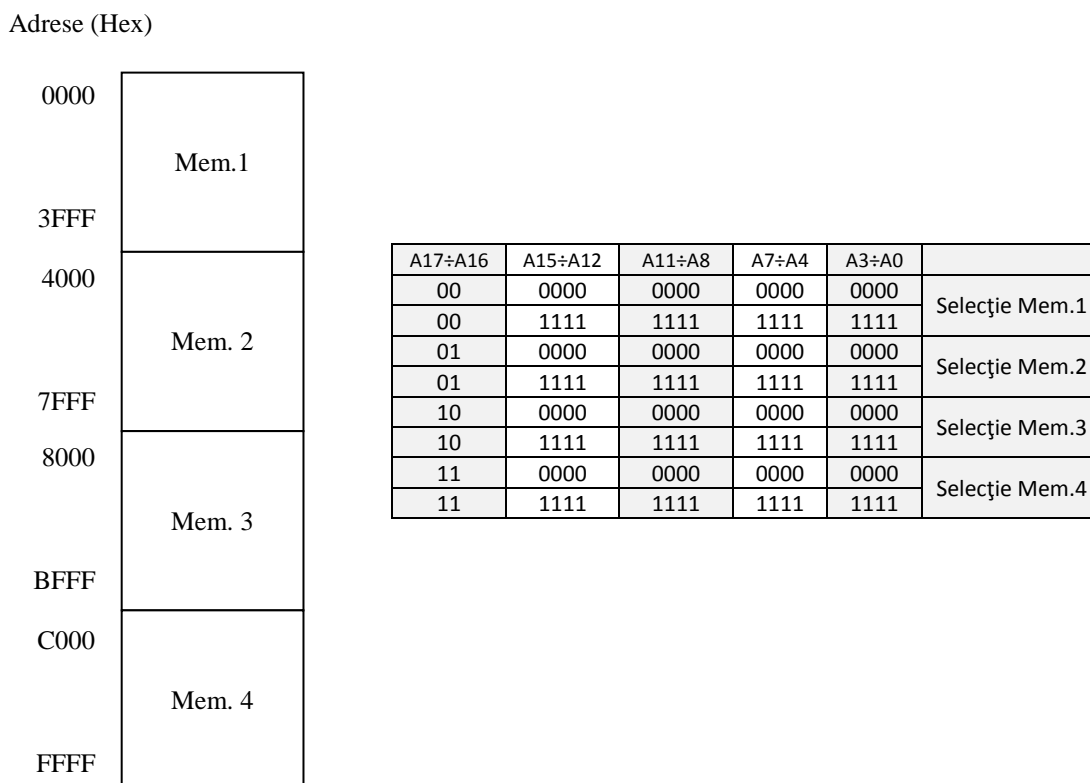 Adrese (Hex)
0000
Mem.1
3FFF
4000
Mem. 2
7FFF
8000
Mem. 3
BFFF
C000
Mem. 4
FFFF
A17÷A16 A15÷A12 A11÷A8 A7÷A4 A3÷A0
00 0000 0000 0000 0000 Selecţie Mem.1
00 1111 1111 1111 1111
01 0000 0000 0000 0000 Selecţie Mem.2
01 1111 1111 1111 1111
10 0000 0000 0000 0000 Selecţie Mem.3
10 1111 1111 1111 1111
11 0000 0000 0000 0000 Selecţie Mem.4
11 1111 1111 1111 1111